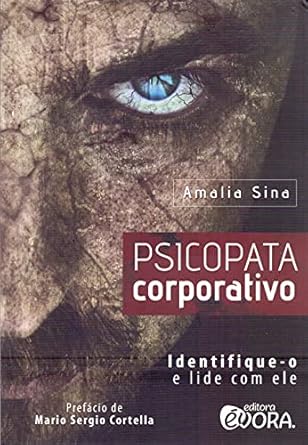 Amalia Sina
PSICOPATA
corporativo
Identifique-o
e lide com ele
Prefácio de
Mario Sergio Cortella
editora
ÉVORA.